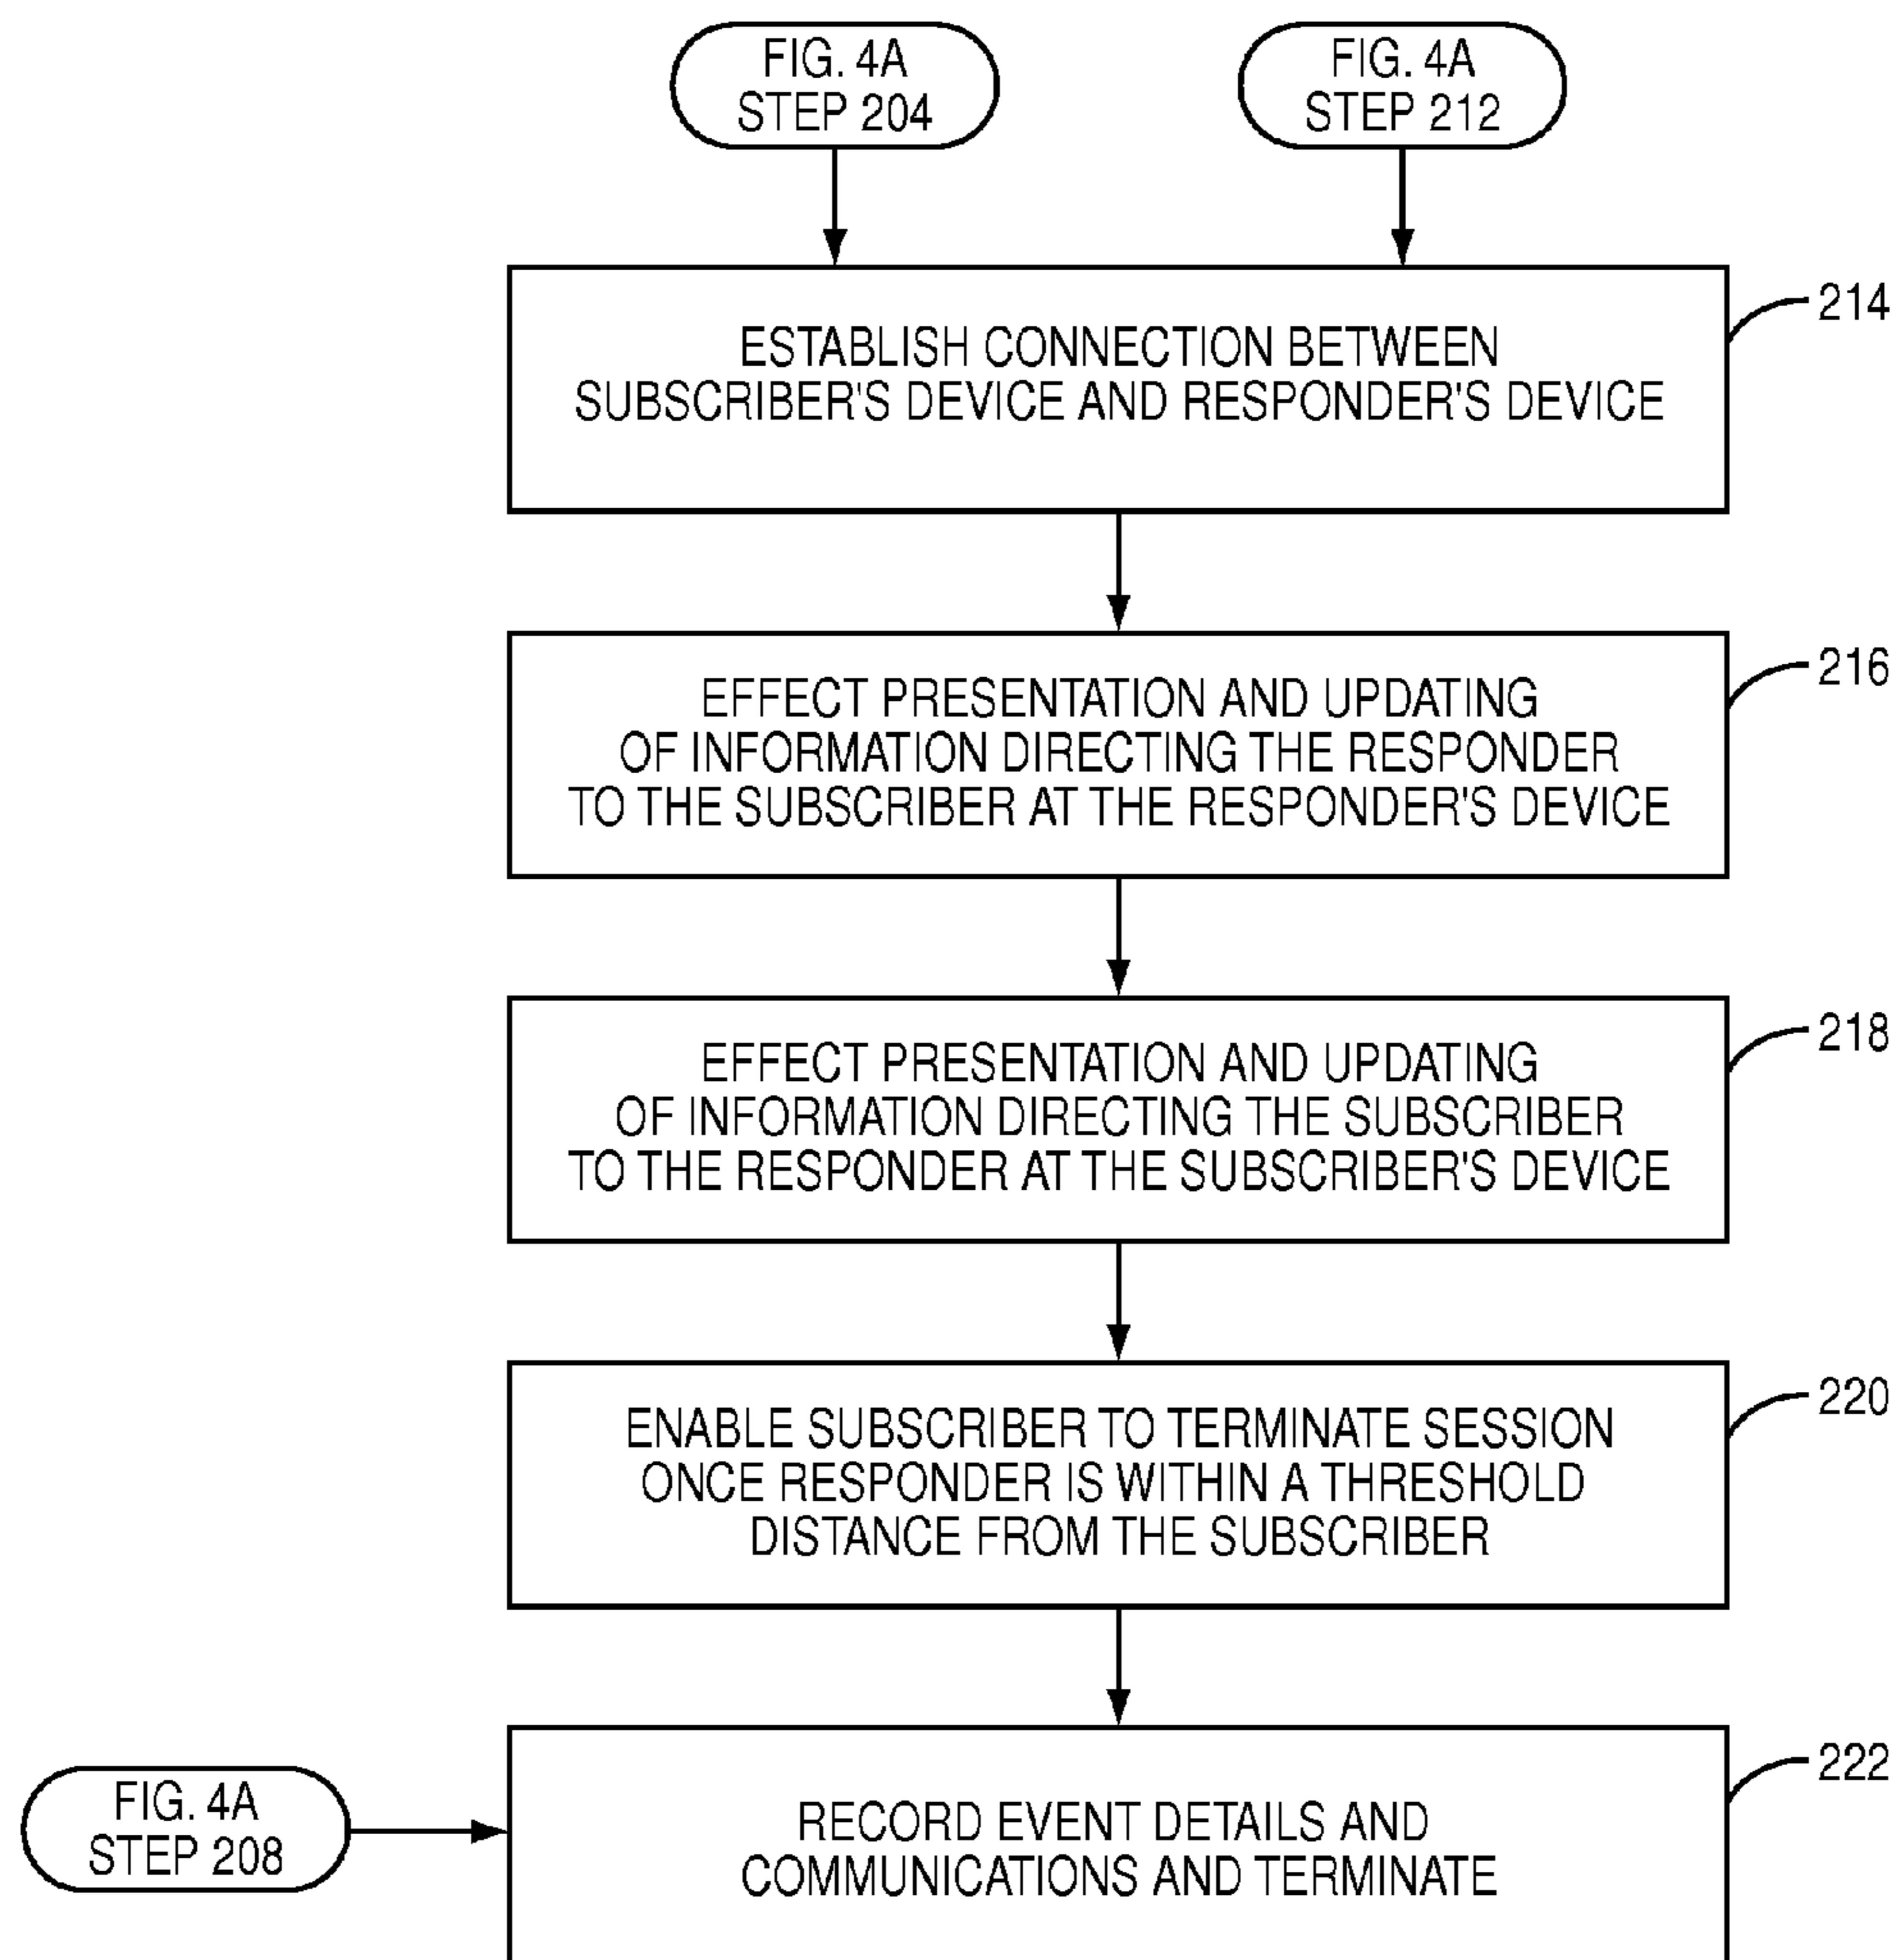 FIG. 4A
STEP 204
FIG. 4A
STEP 212
214
ESTABLISH CONNECTION BETWEEN
SUBSCRIBER'S DEVICE AND RESPONDER'S DEVICE
216
EFFECT PRESENTATION AND UPDATING
OF INFORMATION DIRECTING THE RESPONDER
TO THE SUBSCRIBER AT THE RESPONDER'S DEVICE
218
EFFECT PRESENTATION AND UPDATING
OF INFORMATION DIRECTING THE SUBSCRIBER
TO THE RESPONDER AT THE SUBSCRIBER'S DEVICE
220
ENABLE SUBSCRIBER TO TERMINATE SESSION
ONCE RESPONDER IS WITHIN A THRESHOLD
DISTANCE FROM THE SUBSCRIBER
222
FIG. 4A
STEP 208
RECORD EVENT DETAILS AND
COMMUNICATIONS AND TERMINATE